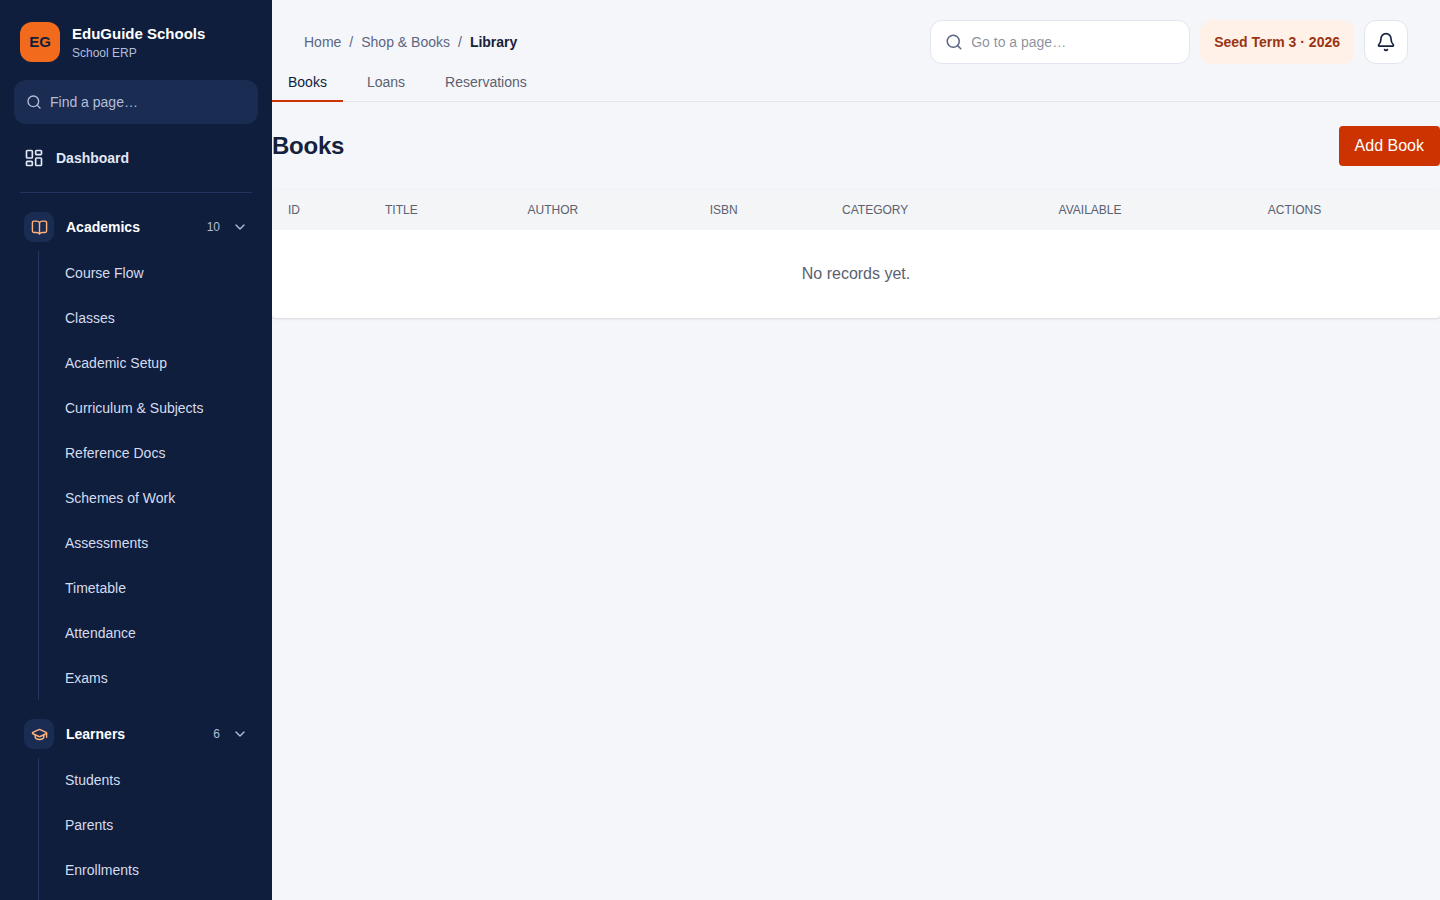 EG
EduGuide Schools
School ERP
Find a page…
Dashboard
Academics 10
Course Flow
Classes
Academic Setup
Curriculum & Subjects
Reference Docs
Schemes of Work
Assessments
Timetable
Attendance
Exams
Learners 6
Students
Parents
Enrollments
Home / Shop & Books / Library
Go to a page…
Seed Term 3 · 2026
Books Loans Reservations
Books
Add Book
ID TITLE AUTHOR ISBN CATEGORY AVAILABLE ACTIONS
No records yet.